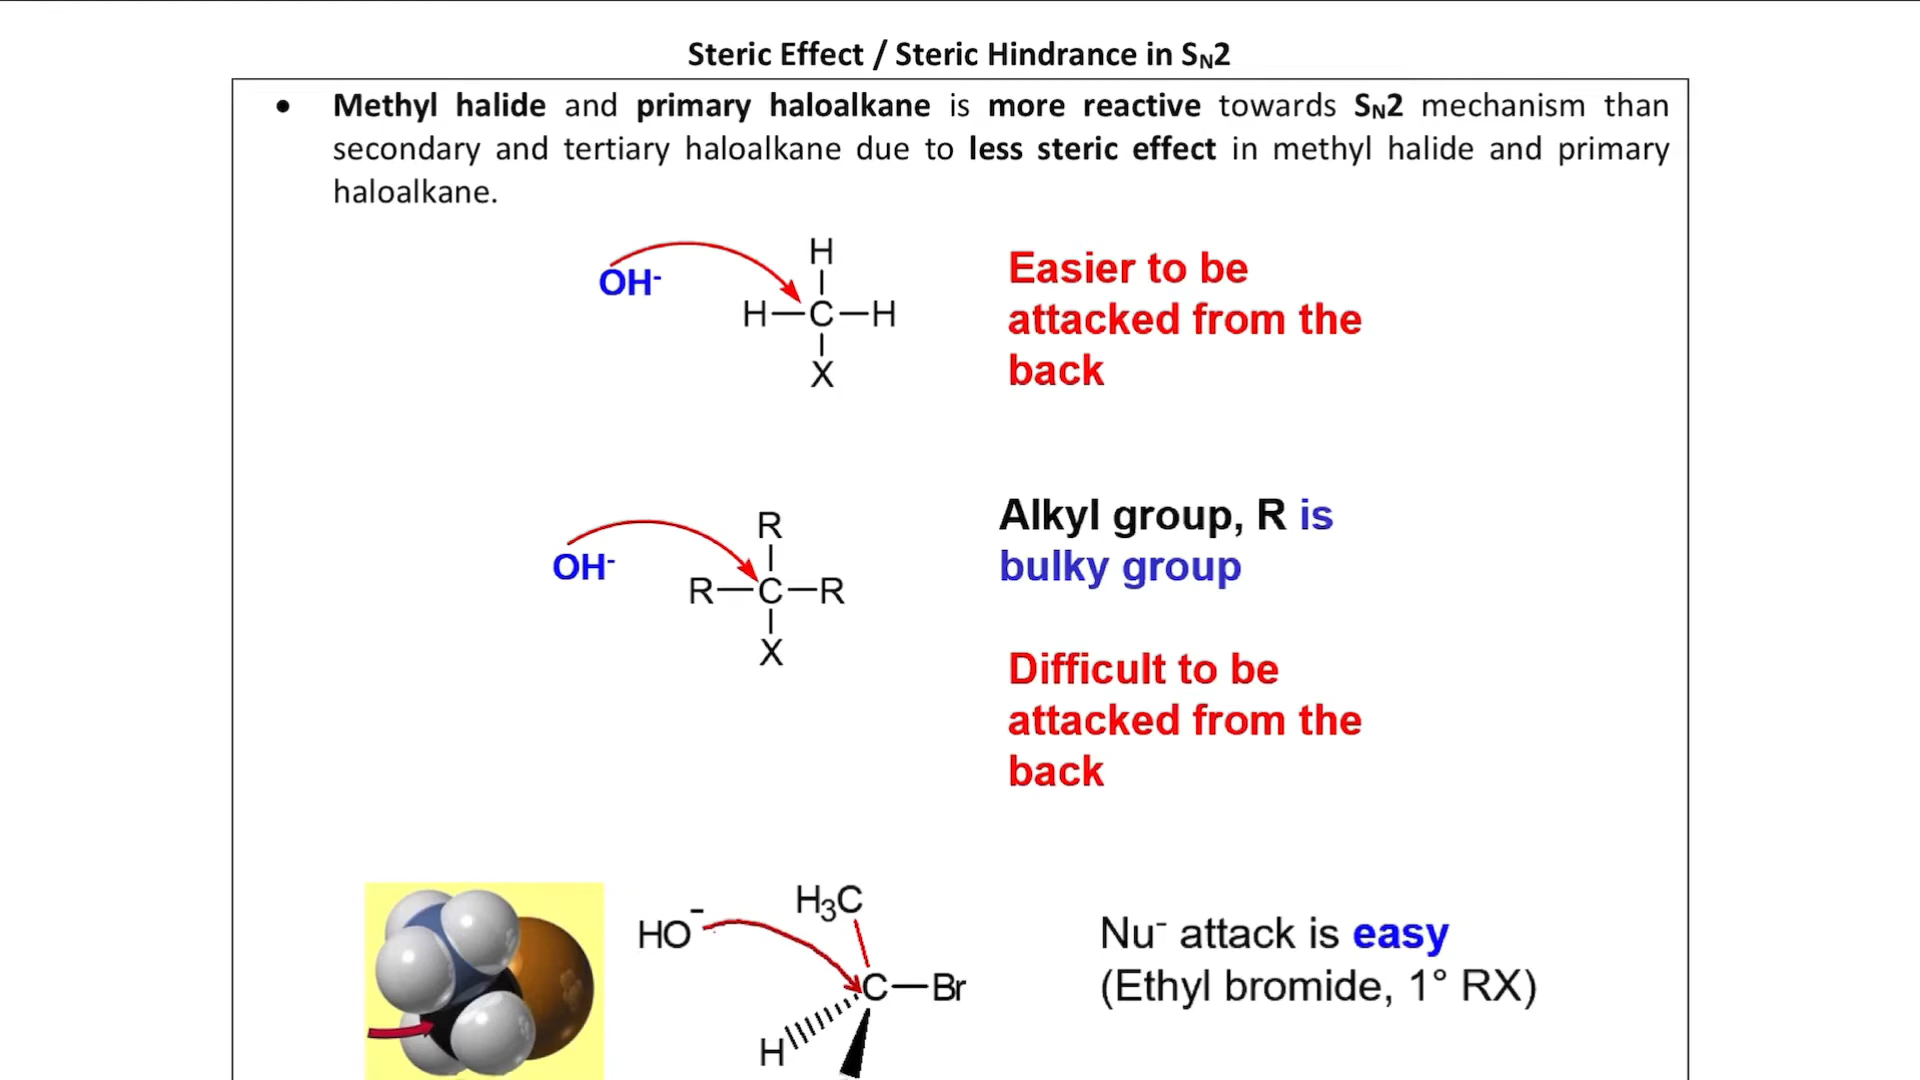 Steric Effect / Steric Hindrance in SN2
• Methyl halide and primary haloalkane is more reactive towards SN2 mechanism than
secondary and tertiary haloalkane due to less steric effect in methyl halide and primary
haloalkane.
OH-
H
H—C—H
X
Easier to be
attacked from the
back
OH-
R
R—C—R
X
Alkyl group, R is
bulky group
Difficult to be
attacked from the
back
HO⁻
H₃C
C—Br
H
Nu⁻ attack is easy
(Ethyl bromide, 1° RX)